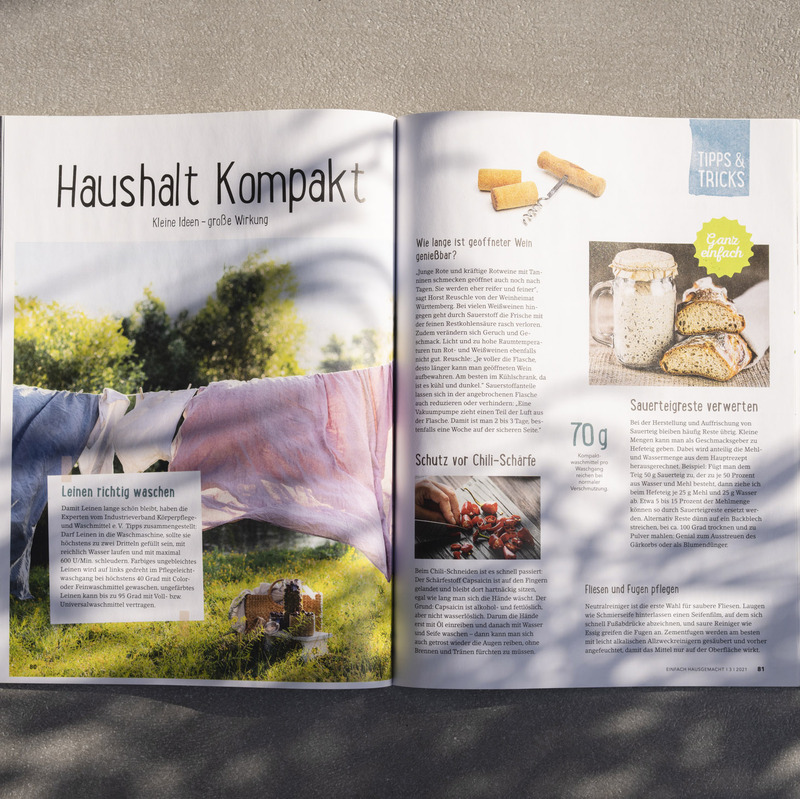 Haushalt Kompakt
Kleine Ideen – große Wirkung
Leinen richtig waschen
Damit Leinen lange schön bleibt, haben die
Experten vom Industrieverband Körperpflege-
und Waschmittel e. V. Tipps zusammengestellt:
Darf Leinen in die Waschmaschine, sollte sie
höchstens zu zwei Dritteln gefüllt sein, mit
reichlich Wasser laufen und mit maximal
600 U/Min. schleudern. Farbiges ungebleichtes
Leinen wird auf links gedreht im Pflegeleicht-
waschgang bei höchstens 40 Grad mit Color-
oder Feinwaschmittel gewaschen, ungefärbtes
Leinen kann bis zu 95 Grad mit Voll- bzw.
Universalwaschmittel vertragen.
80
TIPPS &
TRICKS
Wie lange ist geöffneter Wein
genießbar?
„Junge Rote und kräftige Rotweine mit Tan-
ninen schmecken geöffnet auch noch nach
Tagen. Sie werden eher reifer und feiner",
sagt Horst Reuschle von der Weinheimat
Württemberg. Bei vielen Weißweinen hin-
gegen geht durch Sauerstoff die Frische mit
der feinen Restkohlensäure rasch verloren.
Zudem verändern sich Geruch und Ge-
schmack. Licht und zu hohe Raumtempera-
turen tun Rot- und Weißweinen ebenfalls
nicht gut. Reuschle: „Je voller die Flasche,
desto länger kann man geöffneten Wein
aufbewahren. Am besten im Kühlschrank, da
ist es kühl und dunkel." Sauerstoffanteile
lassen sich in der angebrochenen Flasche
auch reduzieren oder verhindern: „Eine
Vakuumpumpe zieht einen Teil der Luft aus
der Flasche. Damit ist man 2 bis 3 Tage, bes-
tenfalls eine Woche auf der sicheren Seite."
Schutz vor Chili-Schärfe
Beim Chili-Schneiden ist es schnell passiert:
Der Schärfestoff Capsaicin ist auf den Fingern
gelandet und bleibt dort hartnäckig sitzen,
egal wie lang man sich die Hände wäscht. Der
Grund: Capsaicin ist alkohol- und fettlöslich,
aber nicht wasserlöslich. Darum die Hände
erst mit Öl einreiben und danach mit Wasser
und Seife waschen – dann kann man sich
auch getrost wieder die Augen reiben, ohne
Brennen und Tränen fürchten zu müssen.
70 g
Kompakt-
waschmittel pro
Waschgang
reichen bei
normaler
Verschmutzung.
Ganz
einfach
Sauerteigreste verwerten
Bei der Herstellung und Auffrischung von
Sauerteig bleiben häufig Reste übrig. Kleine
Mengen kann man als Geschmacksgeber zu
Hefeteig geben. Dabei wird anteilig die Mehl-
und Wassermenge aus dem Hauptrezept
herausgerechnet. Beispiel: Fügt man dem
Teig 50 g Sauerteig zu, der zu je 50 Prozent
aus Wasser und Mehl besteht, dann ziehe ich
beim Hefeteig je 25 g Mehl und 25 g Wasser
ab. Etwa 5 bis 15 Prozent der Mehlmenge
können so durch Sauerteigreste ersetzt wer-
den. Alternativ Reste dünn auf ein Backblech
streichen, bei ca. 100 Grad trocknen und zu
Pulver mahlen: Genial zum Ausstreuen des
Gärkorbs oder als Blumendünger.
Fliesen und Fugen pflegen
Neutralreiniger ist die erste Wahl für saubere Fliesen. Laugen
wie Schmierseife hinterlassen einen Seifenfilm, auf dem sich
schnell Fußabdrücke abzeichnen, und saure Reiniger wie
Essig greifen die Fugen an. Zementfugen werden am besten
mit leicht alkalischen Allzweckreinigern gesäubert und vorher
angefeuchtet, damit das Mittel nur auf der Oberfläche wirkt.
EINFACH HAUSGEMACHT | 3 | 2021 81